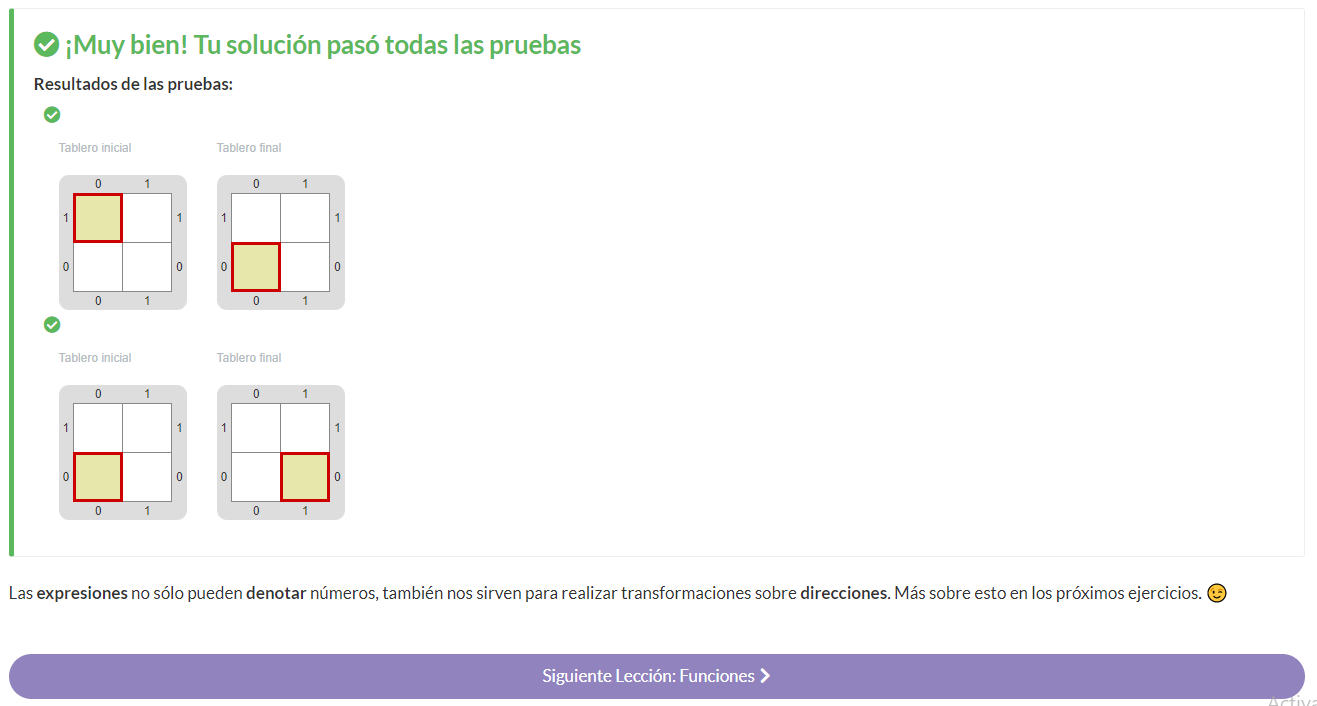 ¡Muy bien! Tu solución pasó todas las pruebas
Resultados de las pruebas:
Tablero inicial Tablero final
0 1 0 1
1 1 1 1
0 0 0 0
0 1 0 1
Tablero inicial Tablero final
0 1 0 1
1 1 1 1
0 0 0 0
0 1 0 1
Las expresiones no sólo pueden denotar números, también nos sirven para realizar transformaciones sobre direcciones. Más sobre esto en los próximos ejercicios.
Siguiente Lección: Funciones